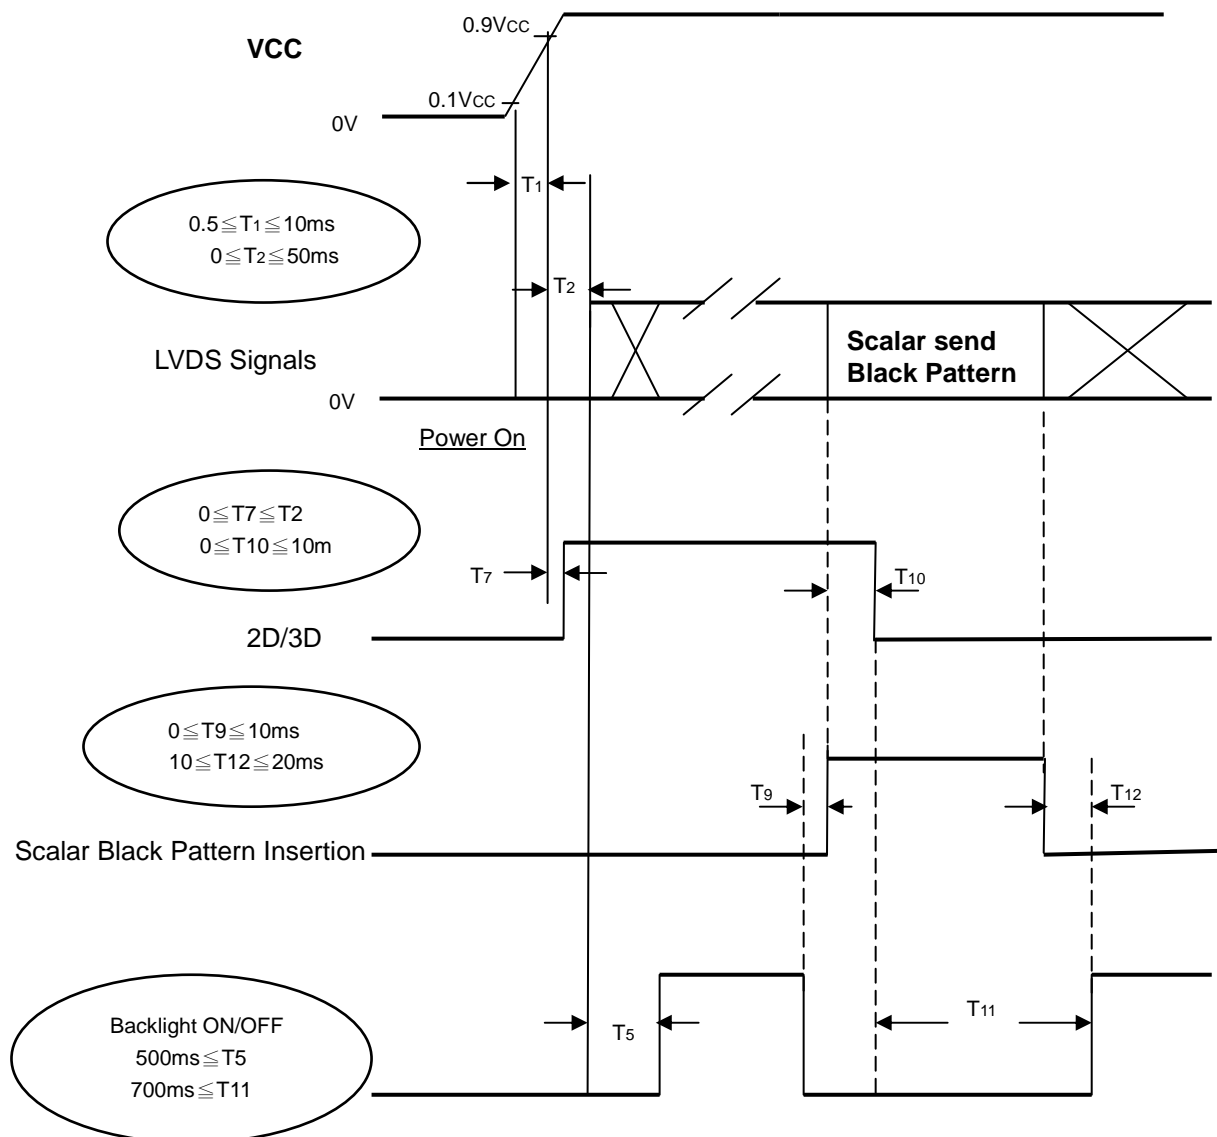 0.9VCC
VCC
0.1VCC
0V
T1
0.5≦T1≦10ms
0≦T2≦50ms
T2
LVDS Signals
Scalar send
Black Pattern
0V
Power On
0≦T7≦T2
0≦T10≦10m
T7
T10
2D/3D
0≦T9≦10ms
10≦T12≦20ms
T9
T12
Scalar Black Pattern Insertion
Backlight ON/OFF
500ms≦T5
700ms≦T11
T5
T11